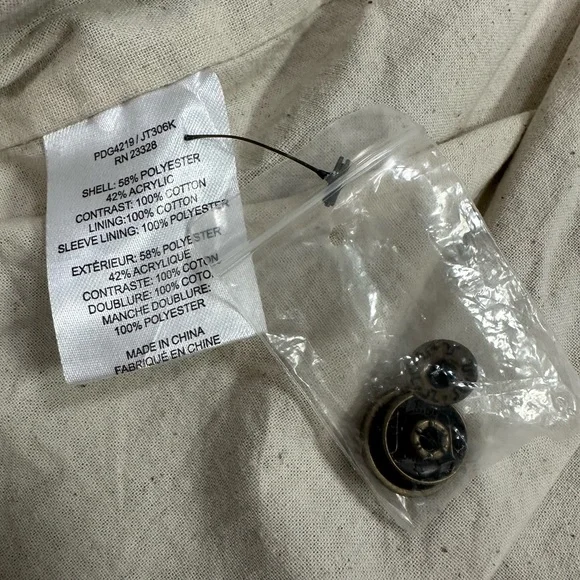 PDG4219 / JT306K
RN 23328
SHELL: 58% POLYESTER
42% ACRYLIC
CONTRAST: 100% COTTON
LINING: 100% COTTON
SLEEVE LINING: 100% POLYESTER
EXTÉRIEUR: 58% POLYESTER
42% ACRYLIQUE
CONTRASTE: 100% COTON
DOUBLURE: 100% COTON
MANCHE DOUBLURE:
100% POLYESTER
MADE IN CHINA
FABRIQUÉ EN CHINE